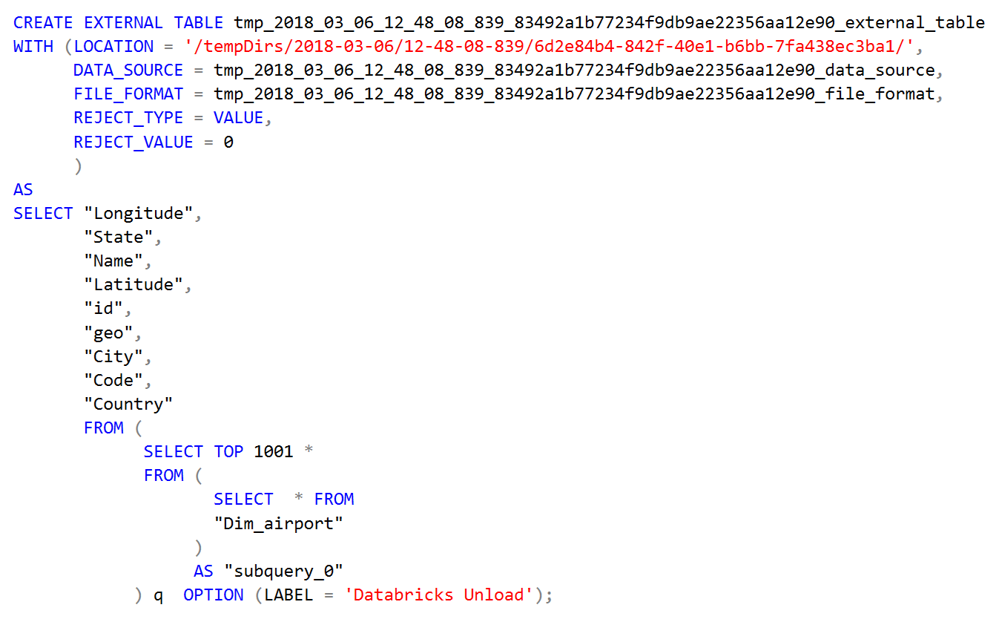 CREATE EXTERNAL TABLE tmp_2018_03_06_12_48_08_839_83492a1b77234f9db9ae22356aa12e90_external_table
WITH (LOCATION = '/tempDirs/2018-03-06/12-48-08-839/6d2e84b4-842f-40e1-b6bb-7fa438ec3ba1/',
DATA_SOURCE = tmp_2018_03_06_12_48_08_839_83492a1b77234f9db9ae22356aa12e90_data_source,
FILE_FORMAT = tmp_2018_03_06_12_48_08_839_83492a1b77234f9db9ae22356aa12e90_file_format,
REJECT_TYPE = VALUE,
REJECT_VALUE = 0
)
AS
SELECT "Longitude",
"State",
"Name",
"Latitude",
"id",
"geo",
"City",
"Code",
"Country"
FROM (
SELECT TOP 1001 *
FROM (
SELECT  * FROM
"Dim_airport"
)
AS "subquery_0"
) q  OPTION (LABEL = 'Databricks Unload');